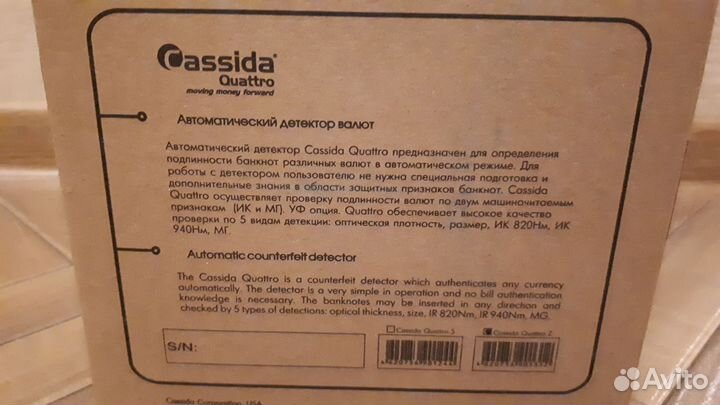 Cassida
Quattro
moving money forward
Автоматический детектор валют
Автоматический детектор Cassida Quattro предназначен для определения
подлинности банкнот различных валют в автоматическом режиме. Для
работы с детектором пользователю не нужна специальная подготовка и
дополнительные знания в области защитных признаков банкнот. Cassida
Quattro осуществляет проверку подлинности валют по двум машиночитаемым
признакам (ИК и МГ). УФ опция. Quattro обеспечивает высокое качество
проверки по 5 видам детекции: оптическая плотность, размер, ИК 820Нм, ИК
940Нм, МГ.
Automatic counterfeit detector
The Cassida Quattro is a counterfeit detector which authenticates any currency
automatically. The detector is a very simple in operation and no bill authentication
knowledge is necessary. The banknotes may be inserted in any direction and
checked by 5 types of detections: optical thickness, size, IR 820Nm, IR 940Nm, MG.
S/N:
Cassida Quattro S
Cassida Quattro Z
Cassida Corporation, USA
Avito